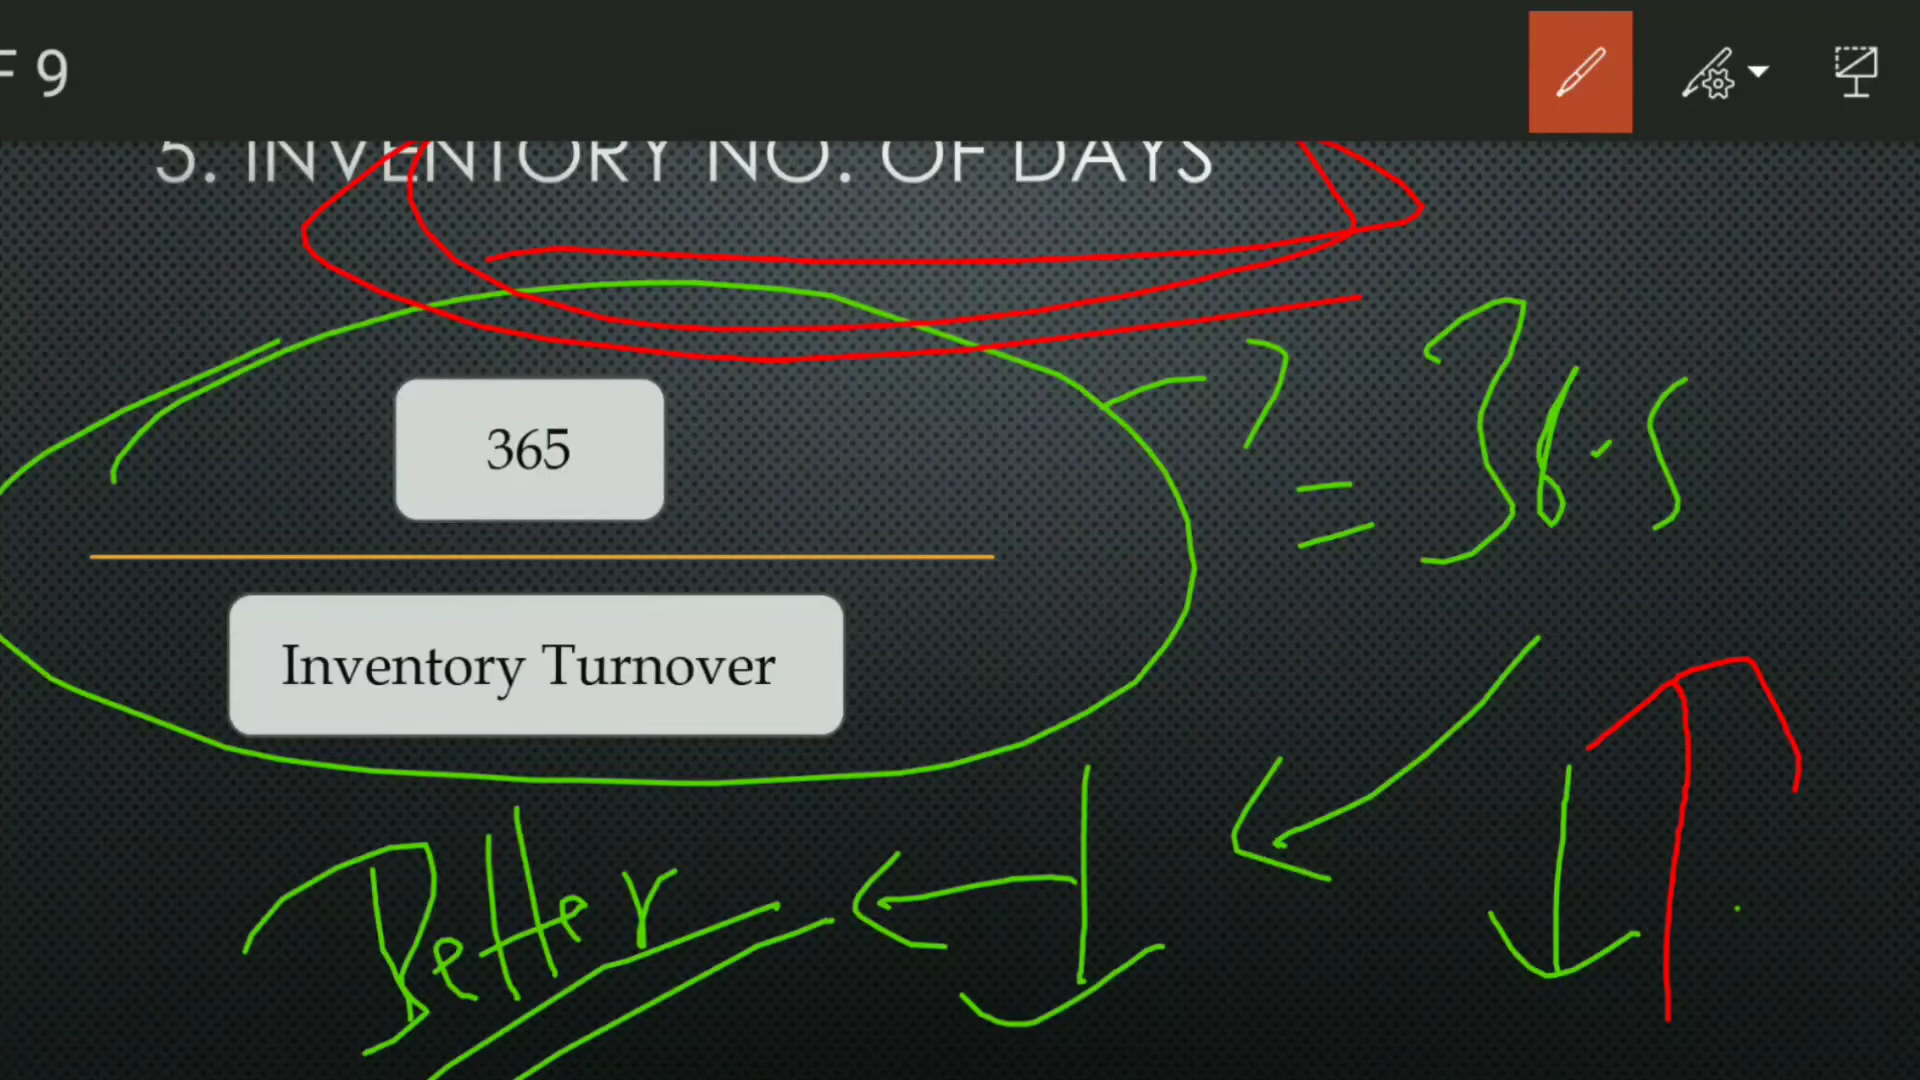 F 9
5. INVENTORY NO. OF DAYS
365
= 36.5
Inventory Turnover
Better